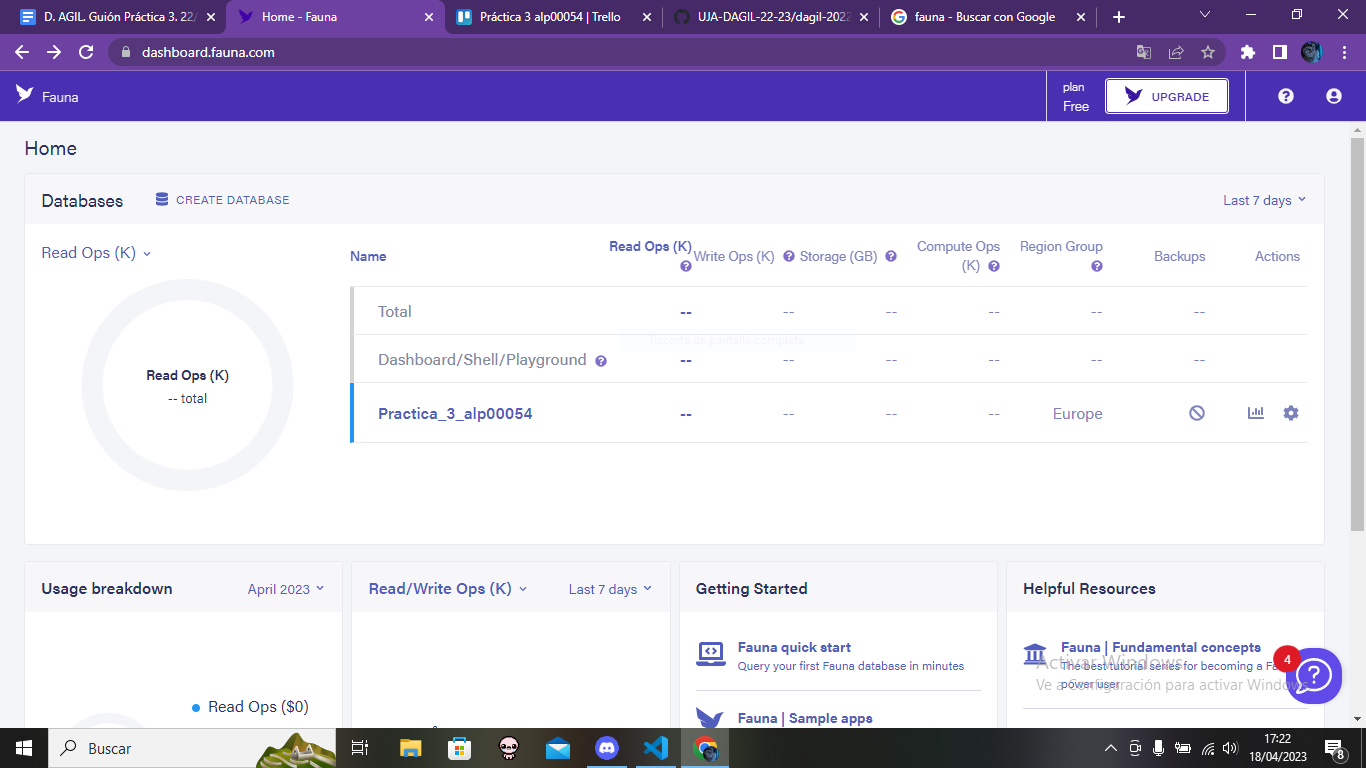 D. AGIL. Guión Práctica 3. 22/
Home - Fauna
Práctica 3 alp00054 | Trello
UJA-DAGIL-22-23/dagil-2022
fauna - Buscar con Google
dashboard.fauna.com
Fauna
plan
Free
UPGRADE
Home
Databases
CREATE DATABASE
Last 7 days
Read Ops (K)
Read Ops (K)
-- total
Name
Read Ops (K)
Write Ops (K)
Storage (GB)
Compute Ops
(K)
Region Group
Backups
Actions
Total -- -- -- -- -- --
Recorte de pantalla completa
Dashboard/Shell/Playground -- -- -- -- -- --
Practica_3_alp00054 -- -- -- -- Europe
Usage breakdown
April 2023
Read Ops ($0)
Read/Write Ops (K)
Last 7 days
Getting Started
Fauna quick start
Query your first Fauna database in minutes
Fauna | Sample apps
Helpful Resources
Fauna | Fundamental concepts
The best tutorial series for becoming a
power user
4
Activar Windows
Ve a Configuración para activar Windows.
Buscar
17:22
18/04/2023
8